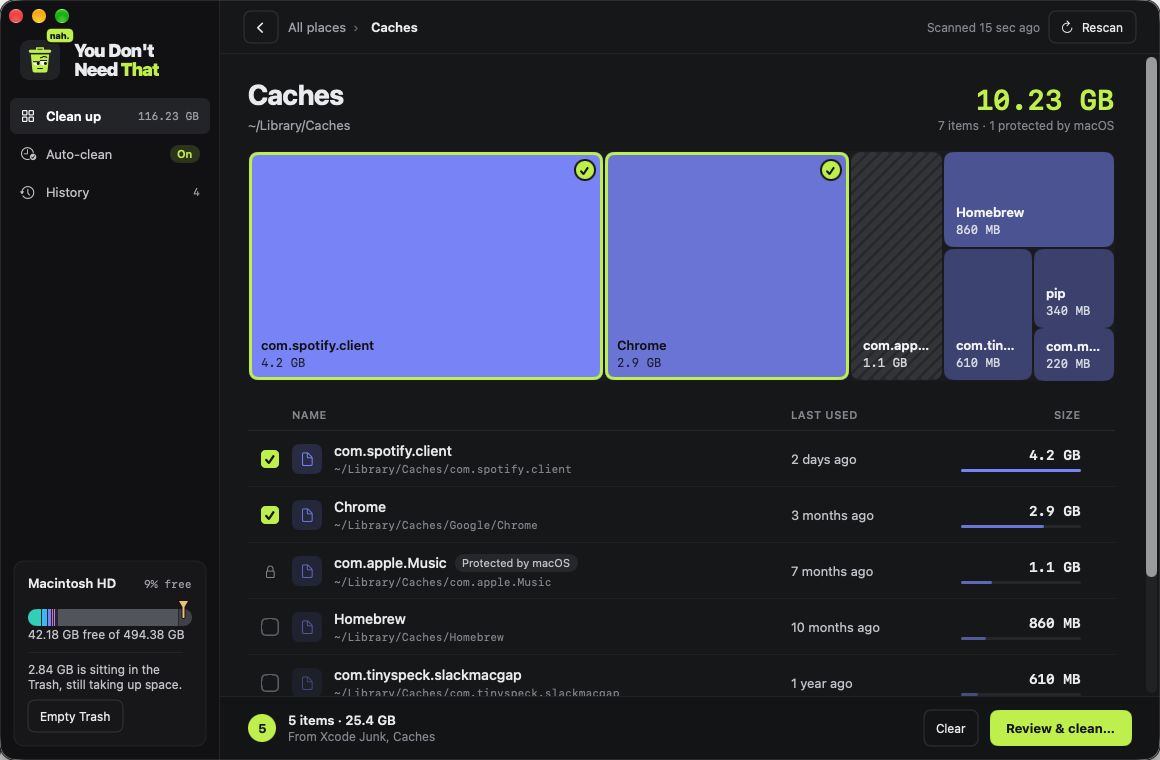 nah.
You Don't
Need That
Clean up 116.23 GB
Auto-clean On
History 4
Macintosh HD 9% free
42.18 GB free of 494.38 GB
2.84 GB is sitting in the
Trash, still taking up space.
Empty Trash
All places › Caches
Scanned 15 sec ago Rescan
Caches
~/Library/Caches
10.23 GB
7 items · 1 protected by macOS
com.spotify.client
4.2 GB
Chrome
2.9 GB
com.app...
1.1 GB
Homebrew
860 MB
com.tin...
610 MB
pip
340 MB
com.m...
220 MB
NAME LAST USED SIZE
com.spotify.client
~/Library/Caches/com.spotify.client
2 days ago
4.2 GB
Chrome
~/Library/Caches/Google/Chrome
3 months ago
2.9 GB
com.apple.Music Protected by macOS
~/Library/Caches/com.apple.Music
7 months ago
1.1 GB
Homebrew
~/Library/Caches/Homebrew
10 months ago
860 MB
com.tinyspeck.slackmacgap
~/Library/Caches/com.tinyspeck.slackmacgap
1 year ago
610 MB
5
5 items · 25.4 GB
From Xcode Junk, Caches
Clear
Review & clean...